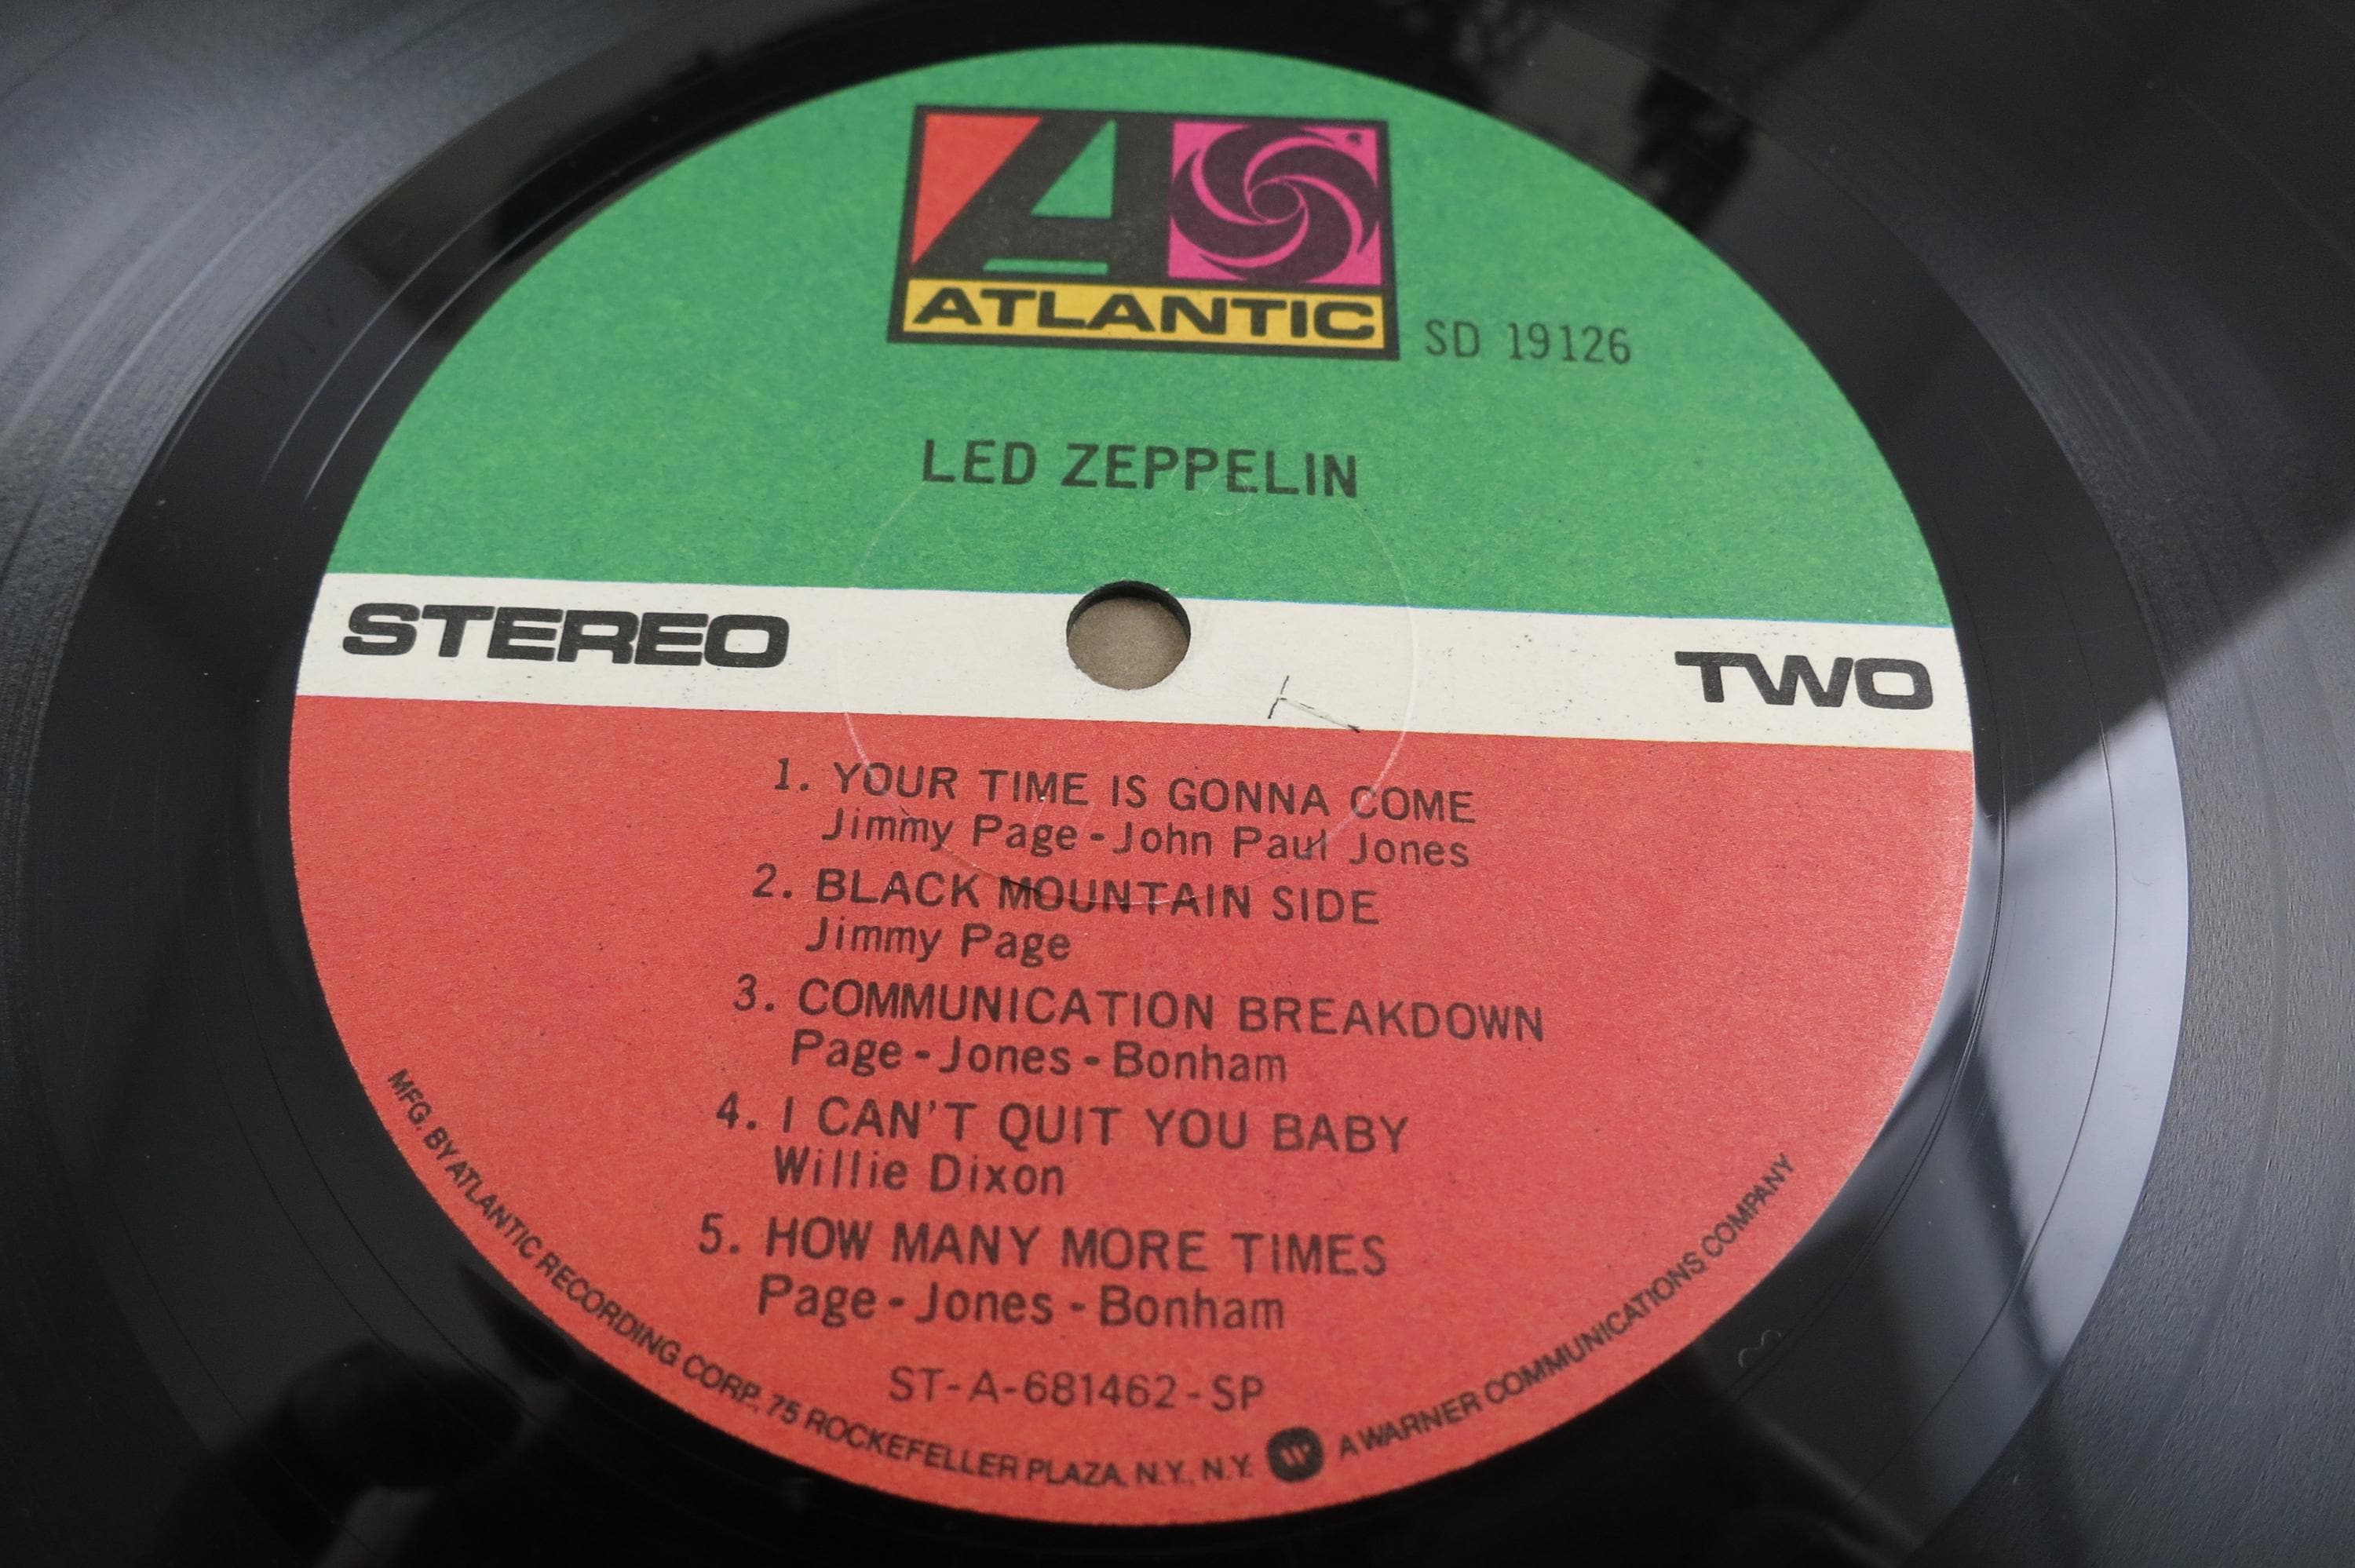 ATLANTIC
SD 19126
LED ZEPPELIN
STEREO
TWO
1. YOUR TIME IS GONNA COME
Jimmy Page-John Paul Jones
2. BLACK MOUNTAIN SIDE
Jimmy Page
3. COMMUNICATION BREAKDOWN
Page-Jones-Bonham
4. I CAN'T QUIT YOU BABY
Willie Dixon
5. HOW MANY MORE TIMES
Page-Jones-Bonham
ST-A-681462-SP
MFG. BY ATLANTIC RECORDING CORP., 75 ROCKEFELLER PLAZA, N.Y., N.Y. A WARNER COMMUNICATIONS COMPANY